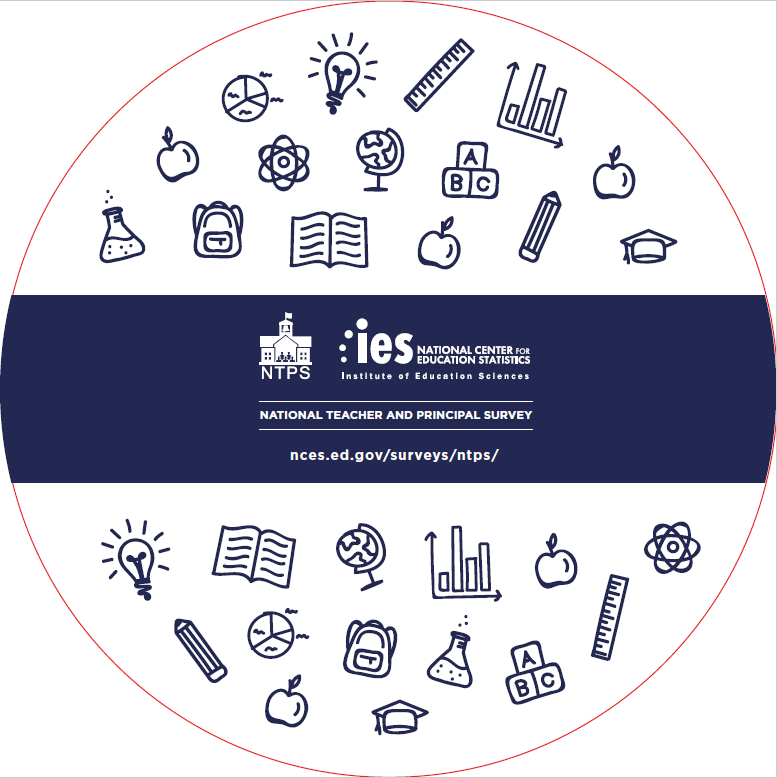 A
B C
NTPS
ies NATIONAL CENTER FOR
EDUCATION STATISTICS
Institute of Education Sciences
NATIONAL TEACHER AND PRINCIPAL SURVEY
nces.ed.gov/surveys/ntps/
A
B C